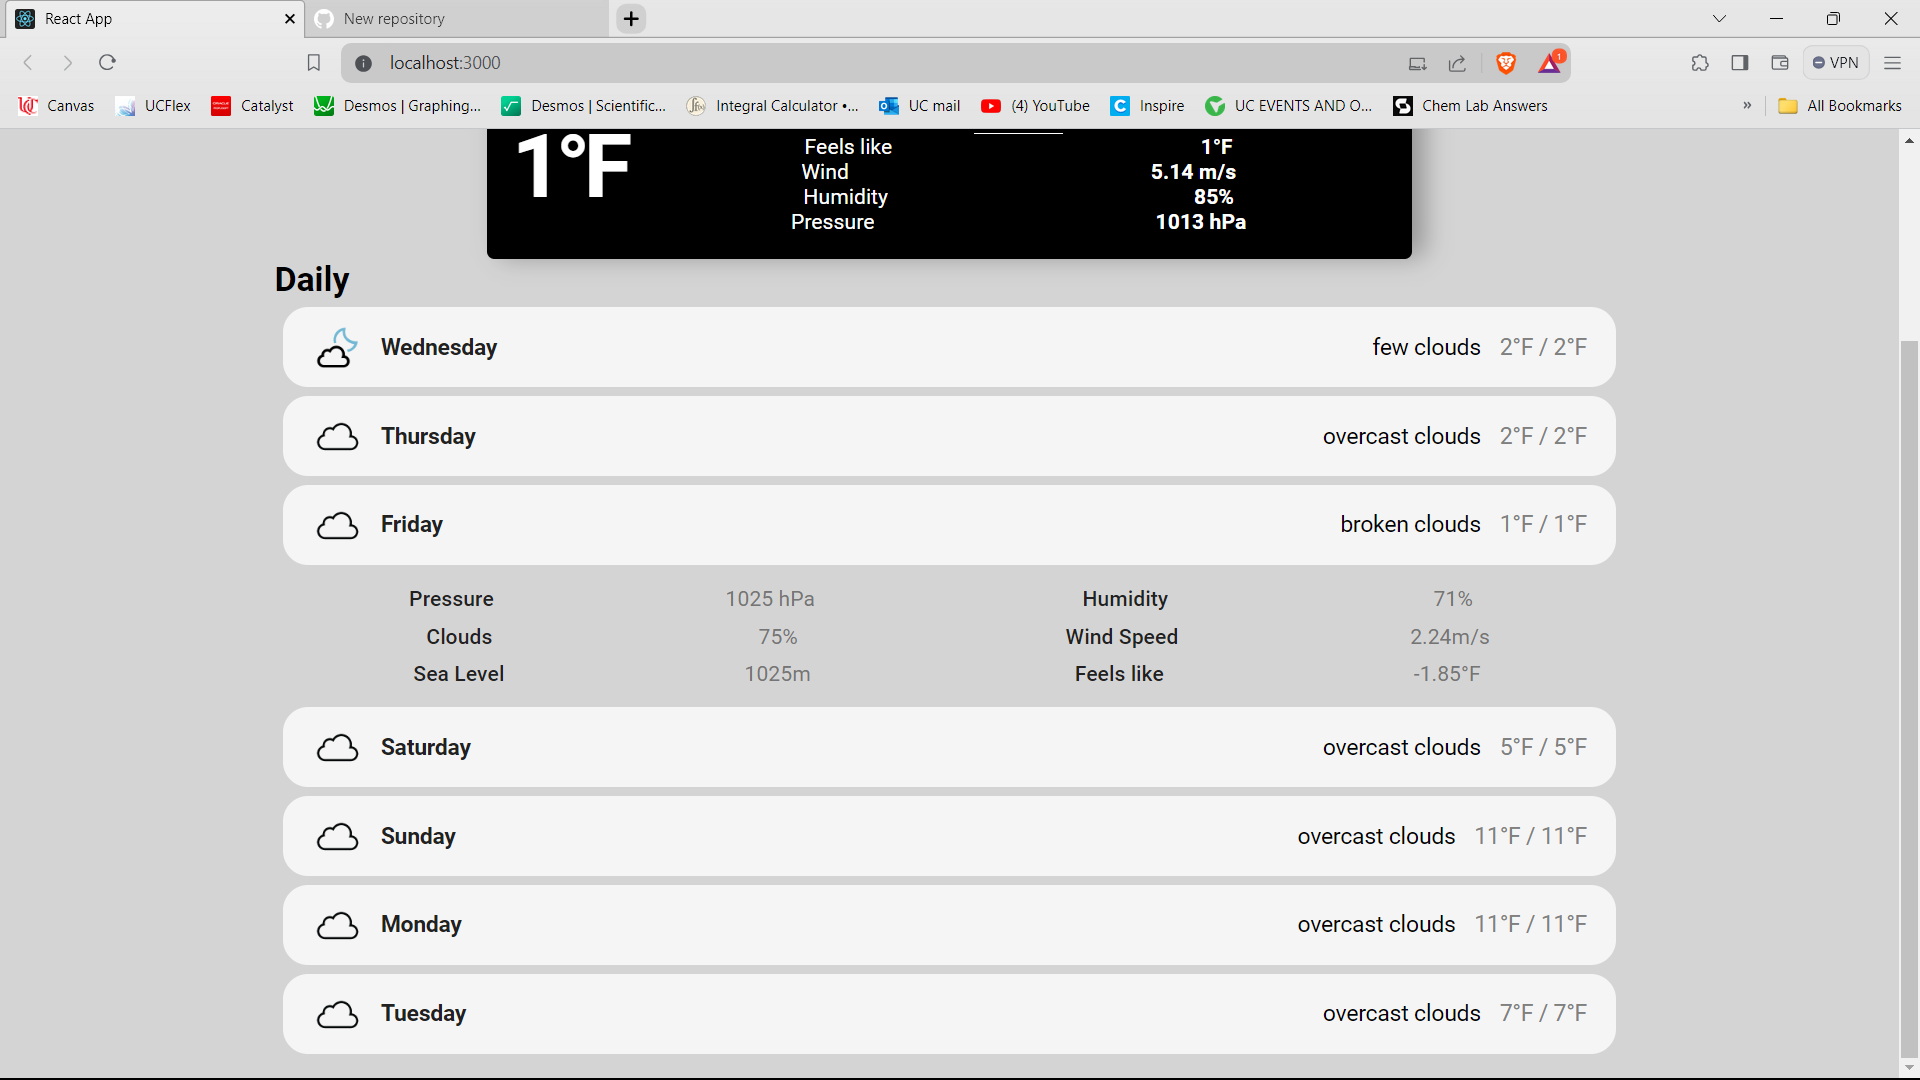 React App
New repository
localhost:3000
1
VPN
Canvas
UCFlex
Catalyst
Desmos | Graphing...
Desmos | Scientific...
Integral Calculator •...
UC mail
(4) YouTube
Inspire
UC EVENTS AND O...
Chem Lab Answers
»
All Bookmarks
1°F
Feels like 1°F
Wind 5.14 m/s
Humidity 85%
Pressure 1013 hPa
Daily
Wednesday few clouds 2°F / 2°F
Thursday overcast clouds 2°F / 2°F
Friday broken clouds 1°F / 1°F
Pressure 1025 hPa Humidity 71%
Clouds 75% Wind Speed 2.24m/s
Sea Level 1025m Feels like -1.85°F
Saturday overcast clouds 5°F / 5°F
Sunday overcast clouds 11°F / 11°F
Monday overcast clouds 11°F / 11°F
Tuesday overcast clouds 7°F / 7°F